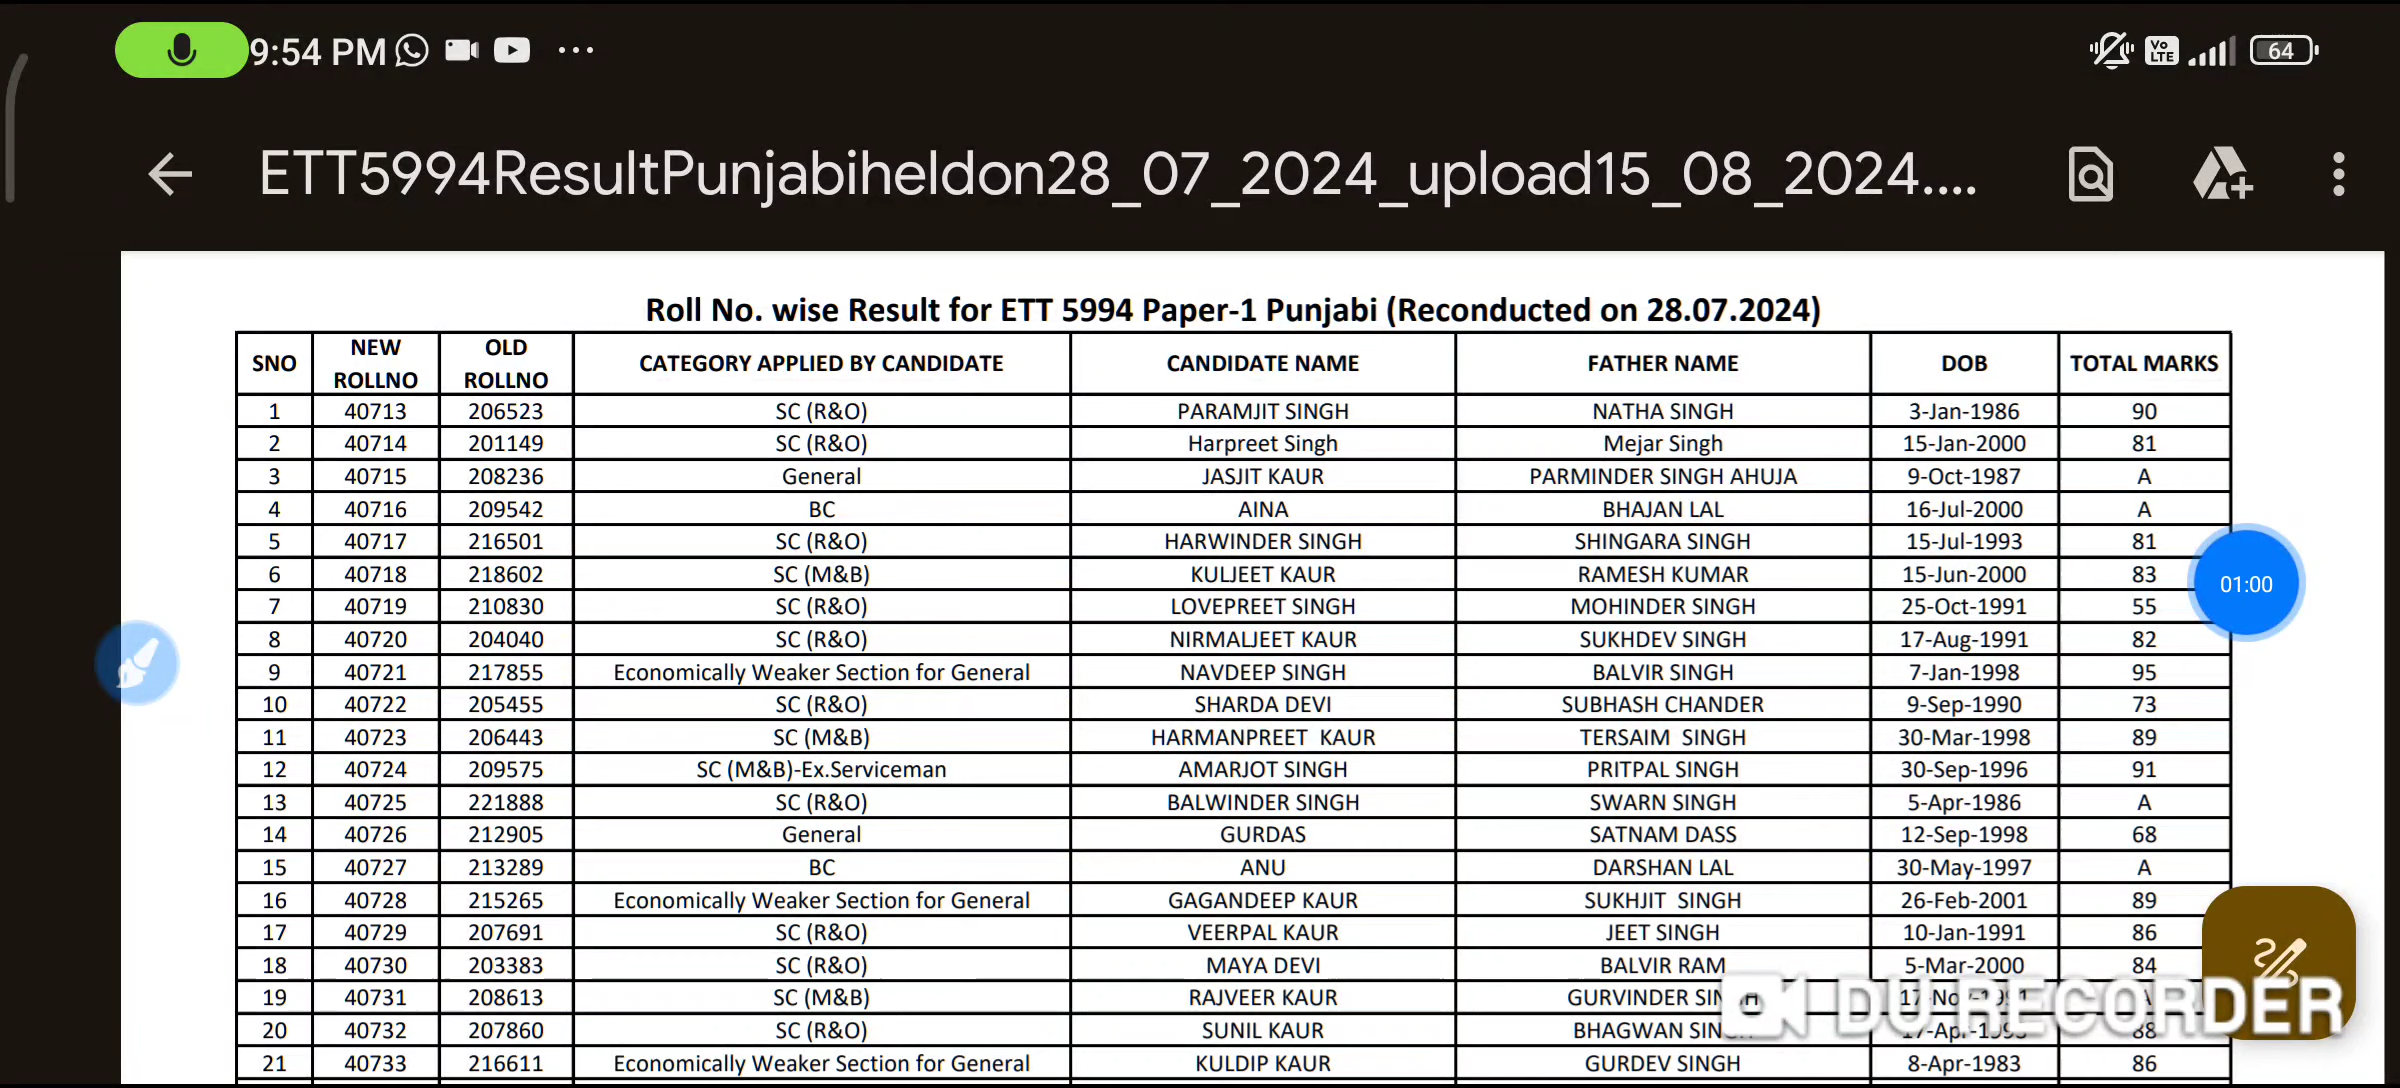 9:54 PM
Vo LTE
64
ETT5994ResultPunjabiheldon28_07_2024_upload15_08_2024....
Roll No. wise Result for ETT 5994 Paper-1 Punjabi (Reconducted on 28.07.2024)
SNO NEW ROLLNO OLD ROLLNO CATEGORY APPLIED BY CANDIDATE CANDIDATE NAME FATHER NAME DOB TOTAL MARKS
1 40713 206523 SC (R&O) PARAMJIT SINGH NATHA SINGH 3-Jan-1986 90
2 40714 201149 SC (R&O) Harpreet Singh Mejar Singh 15-Jan-2000 81
3 40715 208236 General JASJIT KAUR PARMINDER SINGH AHUJA 9-Oct-1987 A
4 40716 209542 BC AINA BHAJAN LAL 16-Jul-2000 A
5 40717 216501 SC (R&O) HARWINDER SINGH SHINGARA SINGH 15-Jul-1993 81
6 40718 218602 SC (M&B) KULJEET KAUR RAMESH KUMAR 15-Jun-2000 83
01:00
7 40719 210830 SC (R&O) LOVEPREET SINGH MOHINDER SINGH 25-Oct-1991 55
8 40720 204040 SC (R&O) NIRMALJEET KAUR SUKHDEV SINGH 17-Aug-1991 82
9 40721 217855 Economically Weaker Section for General NAVDEEP SINGH BALVIR SINGH 7-Jan-1998 95
10 40722 205455 SC (R&O) SHARDA DEVI SUBHASH CHANDER 9-Sep-1990 73
11 40723 206443 SC (M&B) HARMANPREET KAUR TERSAIM SINGH 30-Mar-1998 89
12 40724 209575 SC (M&B)-Ex.Serviceman AMARJOT SINGH PRITPAL SINGH 30-Sep-1996 91
13 40725 221888 SC (R&O) BALWINDER SINGH SWARN SINGH 5-Apr-1986 A
14 40726 212905 General GURDAS SATNAM DASS 12-Sep-1998 68
15 40727 213289 BC ANU DARSHAN LAL 30-May-1997 A
16 40728 215265 Economically Weaker Section for General GAGANDEEP KAUR SUKHJIT SINGH 26-Feb-2001 89
17 40729 207691 SC (R&O) VEERPAL KAUR JEET SINGH 10-Jan-1991 86
18 40730 203383 SC (R&O) MAYA DEVI BALVIR RAM 5-Mar-2000 84
19 40731 208613 SC (M&B) RAJVEER KAUR GURVINDER
DU RECORDER
20 40732 207860 SC (R&O) SUNIL KAUR BHAGWAN 88
21 40733 216611 Economically Weaker Section for General KULDIP KAUR GURDEV SINGH 8-Apr-1983 86